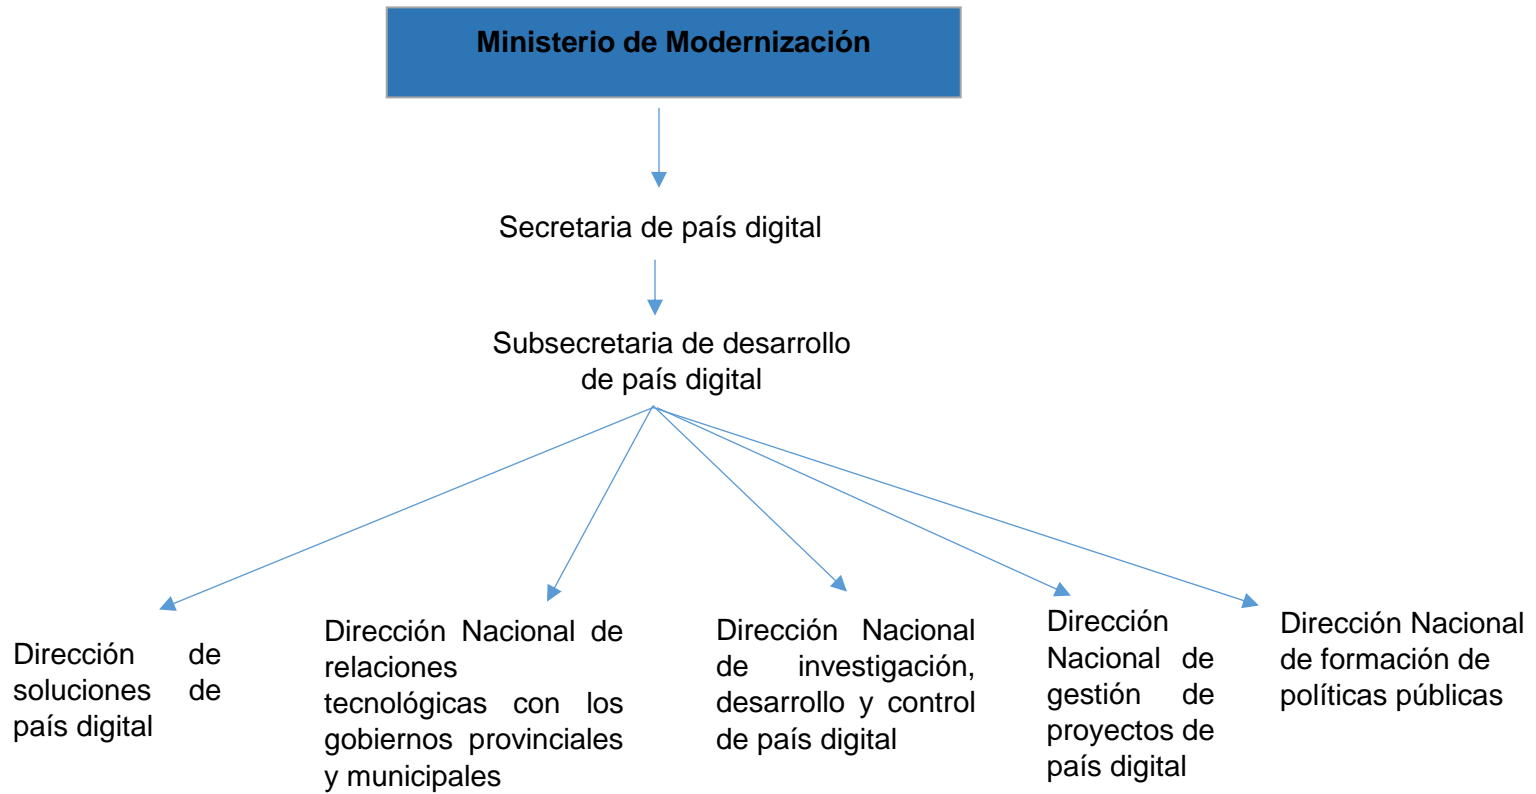 Ministerio de Modernización
Secretaria de país digital
Subsecretaria de desarrollo
de país digital
Dirección de
soluciones de
país digital
Dirección Nacional de
relaciones
tecnológicas con los
gobiernos provinciales
y municipales
Dirección Nacional
de investigación,
desarrollo y control
de país digital
Dirección
Nacional de
gestión de
proyectos de
país digital
Dirección Nacional
de formación de
políticas públicas